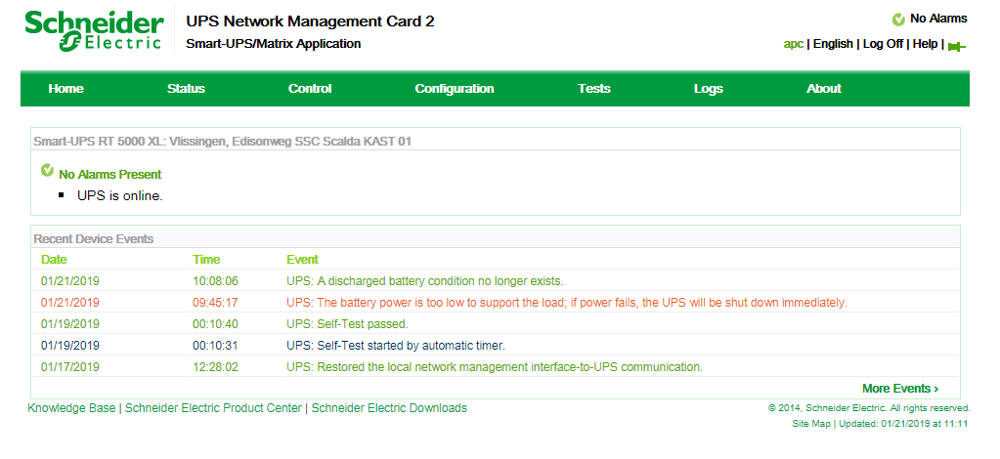 Schneider Electric
UPS Network Management Card 2
Smart-UPS/Matrix Application
No Alarms
apc | English | Log Off | Help |
Home Status Control Configuration Tests Logs About
Smart-UPS RT 5000 XL: Vlissingen, Edisonweg SSC Scalda KAST 01
No Alarms Present
UPS is online.
Recent Device Events
Date Time Event
01/21/2019 10:08:06 UPS: A discharged battery condition no longer exists.
01/21/2019 09:45:17 UPS: The battery power is too low to support the load; if power fails, the UPS will be shut down immediately.
01/19/2019 00:10:40 UPS: Self-Test passed.
01/19/2019 00:10:31 UPS: Self-Test started by automatic timer.
01/17/2019 12:28:02 UPS: Restored the local network management interface-to-UPS communication.
More Events ›
Knowledge Base | Schneider Electric Product Center | Schneider Electric Downloads
© 2014, Schneider Electric. All rights reserved.
Site Map | Updated: 01/21/2019 at 11:11